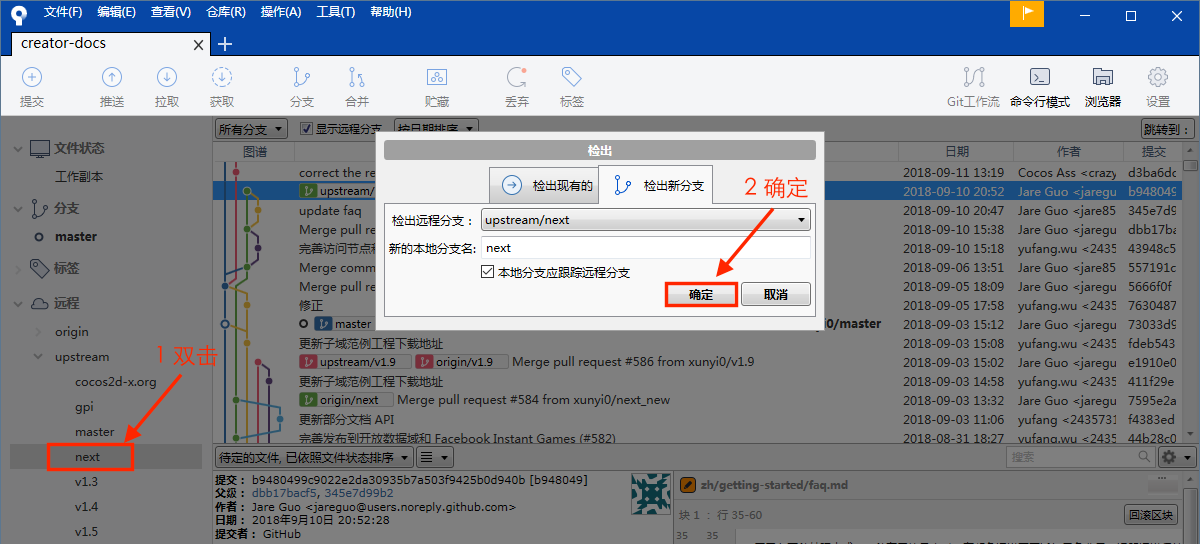 文件(F) 编辑(E) 查看(V) 仓库(R) 操作(A) 工具(T) 帮助(H)
creator-docs
提交 推送 拉取 获取 分支 合并 贮藏 丢弃 标签 Git工作流 命令行模式 浏览器 设置
所有分支 显示远程分支 按日期排序 跳转到:
文件状态
工作副本
分支
master
标签
远程
origin
upstream
cocos2d-x.org
gpi
master
next
v1.3
v1.4
v1.5
1 双击
图谱 日期 作者 提交
correct the re 2018-09-11 13:19 Cocos Ass <crazy d3ba6dc
upstream/ 2018-09-10 20:52 Jare Guo <jaregu b948049
update faq 2018-09-10 20:47 Jare Guo <jare85 345e7d9
Merge pull re 2018-09-10 15:38 Jare Guo <jaregu dbb17ba
完善访问节点和 2018-09-10 15:18 yufang.wu <2435 43948c5
Merge comm 2018-09-10 Jare Guo <jare85 557191c
Merge pull re 2018-09-05 18:09 Jare Guo <jaregu 5666f0f
修正 2018-09-05 17:58 yufang.wu <2435 7630487
master yi0/master 2018-09-03 15:12 Jare Guo <jaregu 73033d9
更新子域范例工程下载地址 2018-09-03 15:08 yufang.wu <2435 fdeb543
upstream/v1.9 origin/v1.9 Merge pull request #586 from xunyi0/v1.9 2018-09-03 15:02 Jare Guo <jaregu e1910e0
更新子域范例工程下载地址 2018-09-03 14:58 yufang.wu <2435 411f29e
origin/next Merge pull request #584 from xunyi0/next_new 2018-09-03 13:32 Jare Guo <jaregu 7595e2a
更新部分文档 API 2018-09-03 11:06 yufang <2435731 f4383ed
完善发布到开放数据域和 Facebook Instant Games (#582) 2018-08-31 18:27 yufang.wu <2435 44b28c0
检出
检出现有的 检出新分支
2 确定
检出远程分支： upstream/next
新的本地分支名: next
本地分支应跟踪远程分支
确定 取消
待定的文件, 已依照文件状态排序 搜索
提交： b9480499c9022e2da30935b7a503f9425b0d940b [b948049]
父级： dbb17bacf5, 345e7d99b2
作者： Jare Guo <jareguo@users.noreply.github.com>
日期： 2018年9月10日 20:52:28
提交者： GitHub
zh/getting-started/faq.md
块 1 ：行 35-60 回滚区块
35 35